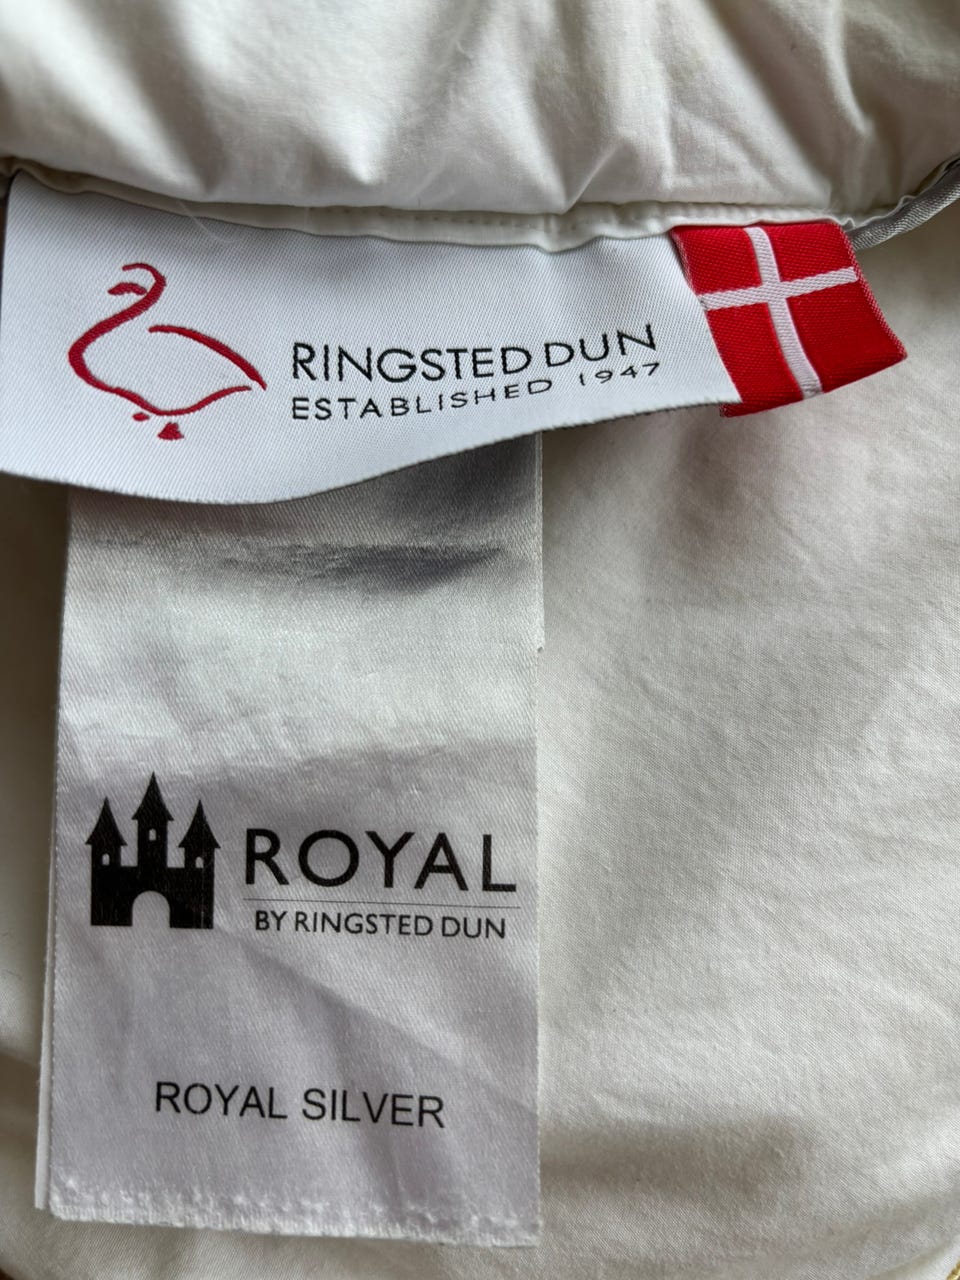 RINGSTED DUN
ESTABLISHED 1947
ROYAL
BY RINGSTED DUN
ROYAL SILVER